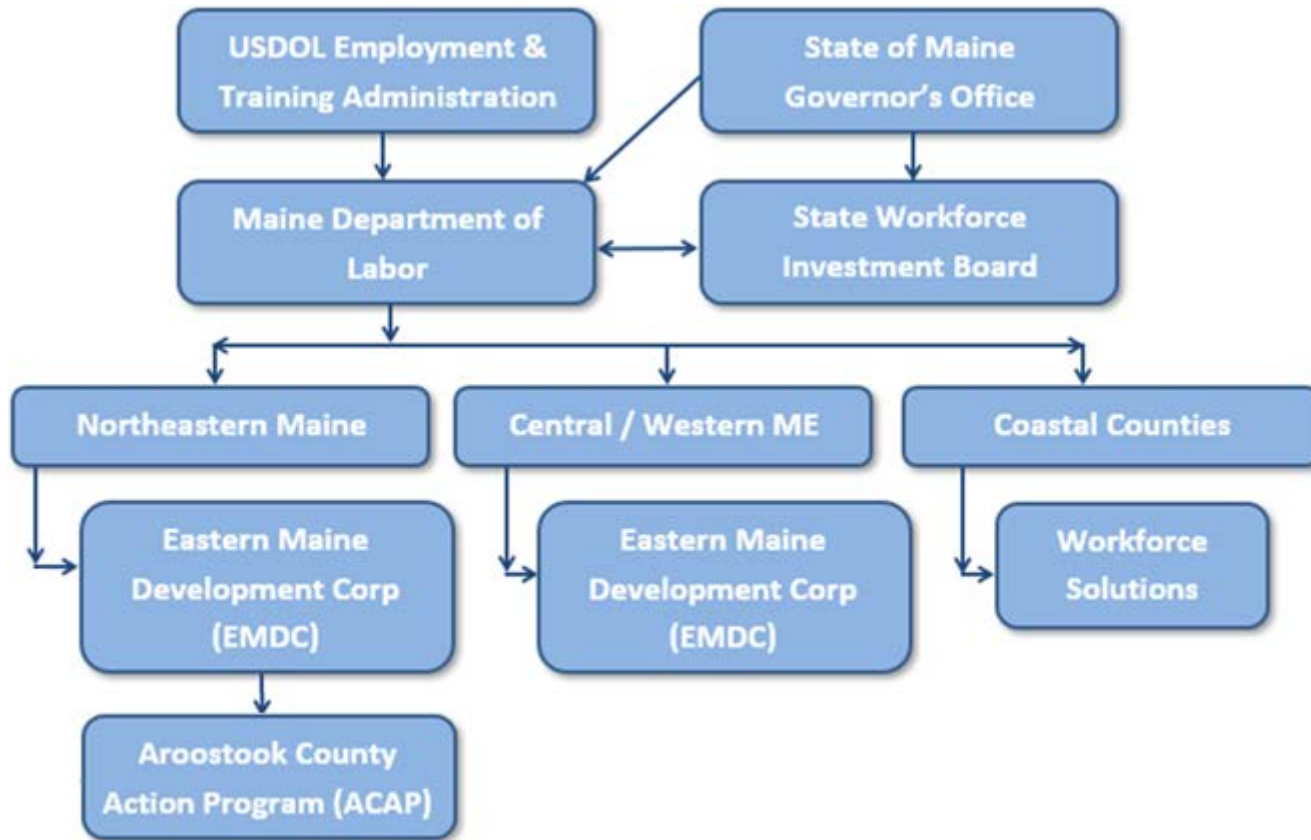 USDOL Employment &
Training Administration
State of Maine
Governor's Office
Maine Department of
Labor
State Workforce
Investment Board
Northeastern Maine
Central / Western ME
Coastal Counties
Eastern Maine
Development Corp
(EMDC)
Eastern Maine
Development Corp
(EMDC)
Workforce
Solutions
Aroostook County
Action Program (ACAP)